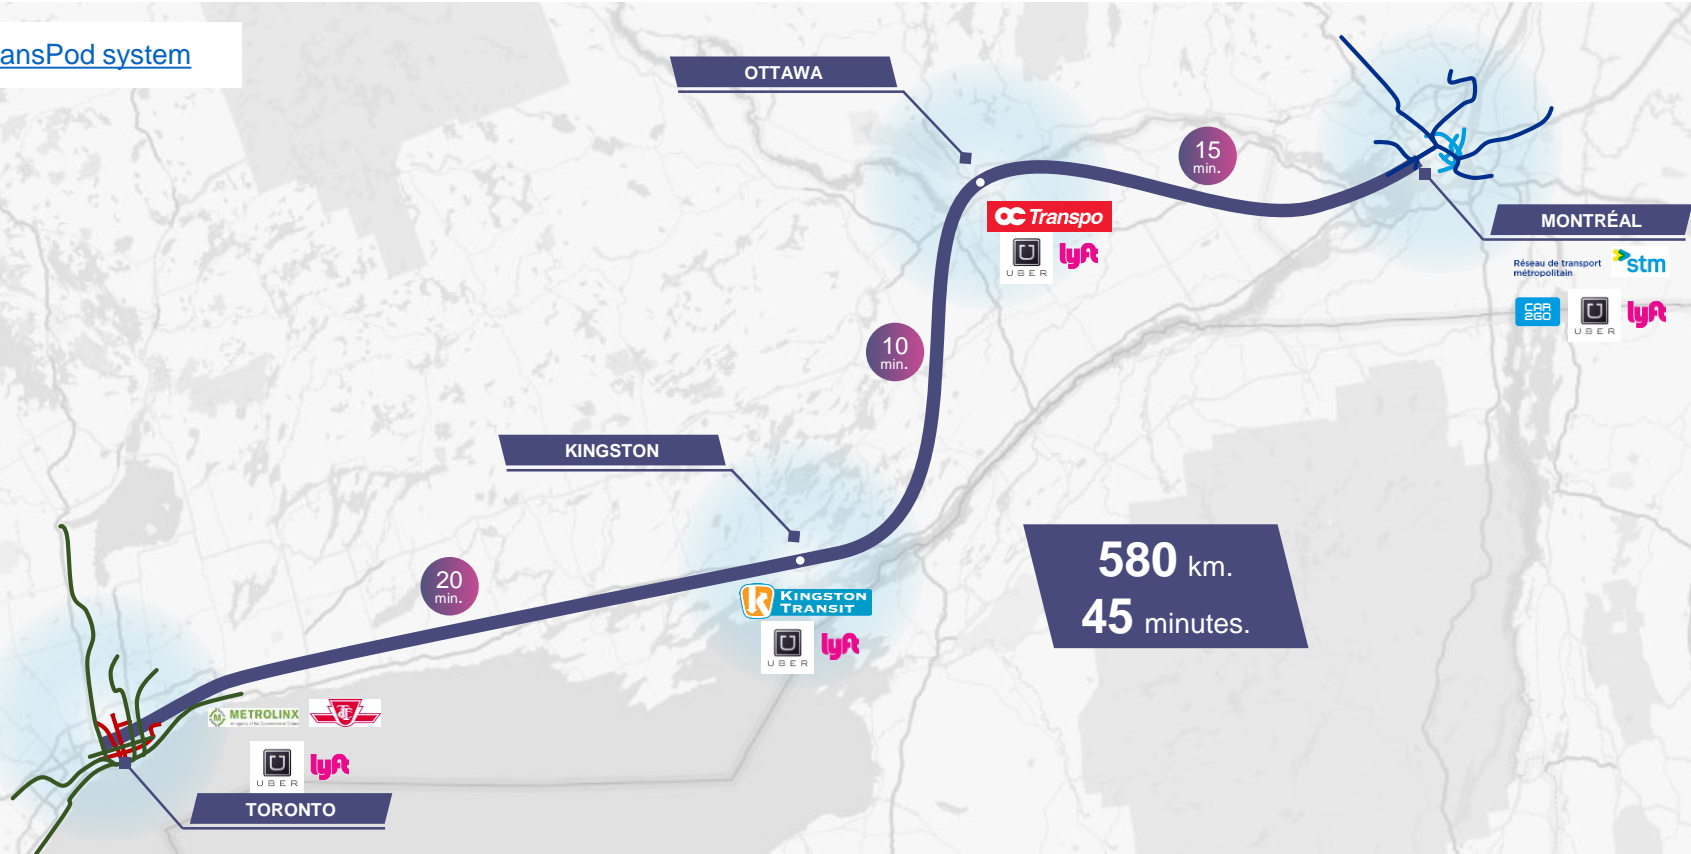 ansPod system
OTTAWA
15
min.
MONTRÉAL
OC Transpo
UBER
lyft
Réseau de transport
métropolitain
stm
CAR
2GO
UBER
lyft
10
min.
KINGSTON
580 km.
45 minutes.
20
min.
KINGSTON
TRANSIT
UBER
lyft
METROLINX
TTC
UBER
lyft
TORONTO